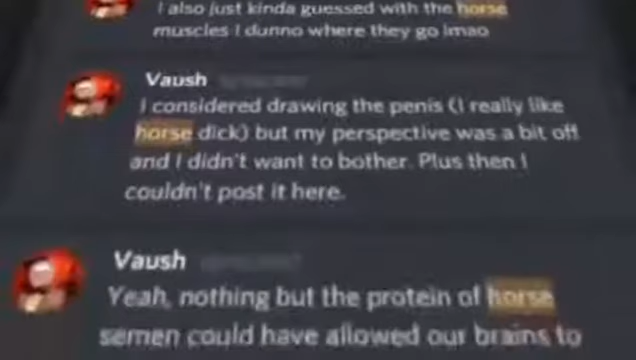 I also just kinda guessed with the horse
muscles I dunno where they go lmao
Vaush
I considered drawing the penis (I really like
horse dick) but my perspective was a bit off
and I didn't want to bother. Plus then I
couldn't post it here.
Vaush
Yeah, nothing but the protein of horse
semen could have allowed our brains to